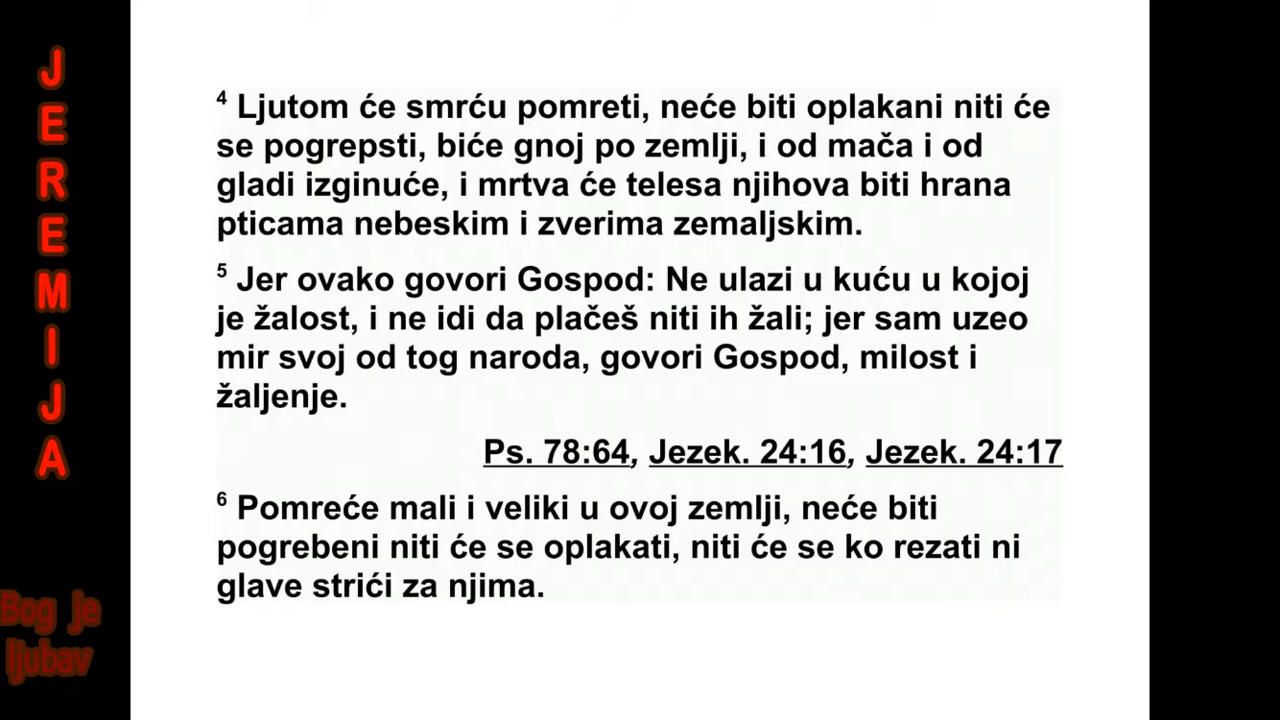 JEREMIJA
4 Ljutom će smrću pomreti, neće biti oplakani niti će
se pogrepsti, biće gnoj po zemlji, i od mača i od
gladi izginuće, i mrtva će telesa njihova biti hrana
pticama nebeskim i zverima zemaljskim.
5 Jer ovako govori Gospod: Ne ulazi u kuću u kojoj
je žalost, i ne idi da plačeš niti ih žali; jer sam uzeo
mir svoj od tog naroda, govori Gospod, milost i
žaljenje.
Ps. 78:64, Jezek. 24:16, Jezek. 24:17
6 Pomreće mali i veliki u ovoj zemlji, neće biti
pogrebeni niti će se oplakati, niti će se ko rezati ni
glave strići za njima.
Bog je
ljubav